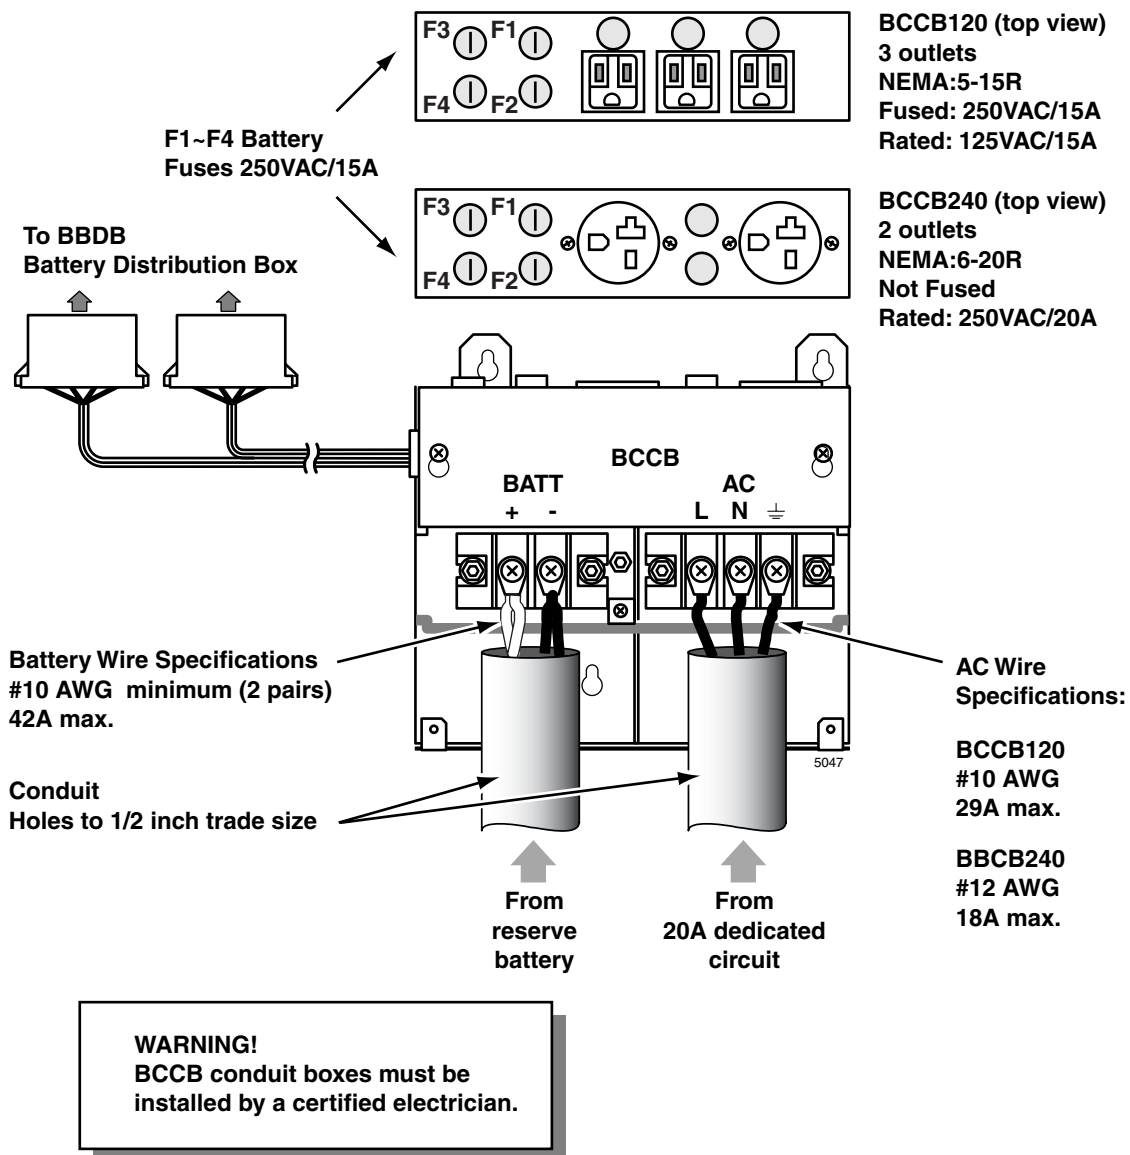 F3 F1
F4 F2
BCCB120 (top view)
3 outlets
NEMA:5-15R
Fused: 250VAC/15A
Rated: 125VAC/15A
F1~F4 Battery
Fuses 250VAC/15A
F3 F1
F4 F2
BCCB240 (top view)
2 outlets
NEMA:6-20R
Not Fused
Rated: 250VAC/20A
To BBDB
Battery Distribution Box
BCCB
BATT
+ -
AC
L N
Battery Wire Specifications
#10 AWG minimum (2 pairs)
42A max.
AC Wire
Specifications:
BCCB120
#10 AWG
29A max.
BBCB240
#12 AWG
18A max.
5047
Conduit
Holes to 1/2 inch trade size
From
reserve
battery
From
20A dedicated
circuit
WARNING!
BCCB conduit boxes must be
installed by a certified electrician.